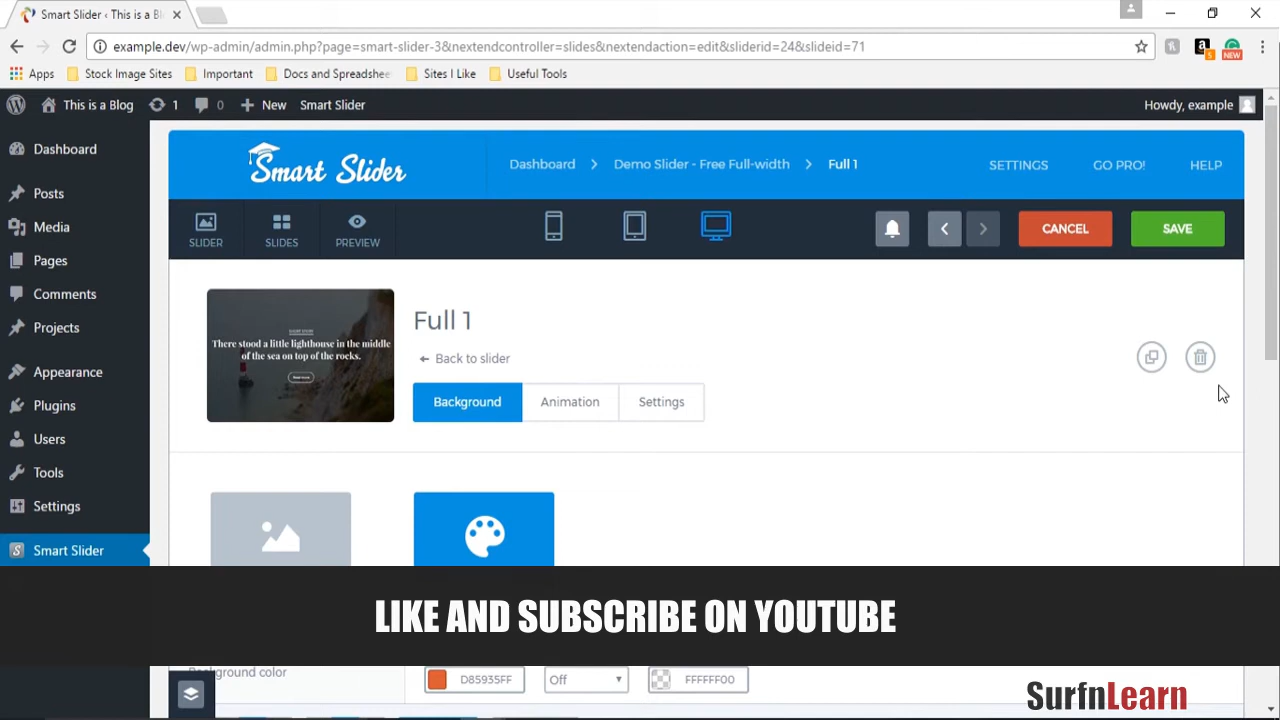 Smart Slider ‹ This is a Blo
example.dev/wp-admin/admin.php?page=smart-slider-3&nextendcontroller=slides&nextendaction=edit&sliderid=24&slideid=71
5
NEW
Apps
Stock Image Sites
Important
Docs and Spreadshee
Sites I Like
Useful Tools
This is a Blog
1
0
New
Smart Slider
Howdy, example
Dashboard
Posts
Media
Pages
Comments
Projects
Appearance
Plugins
Users
Tools
Settings
Smart Slider
Smart Slider
Dashboard
Demo Slider - Free Full-width
Full 1
SETTINGS
GO PRO!
HELP
SLIDER
SLIDES
PREVIEW
CANCEL
SAVE
There stood a little lighthouse in the middle
of the sea on top of the rocks.
Full 1
Back to slider
Background
Animation
Settings
LIKE AND SUBSCRIBE ON YOUTUBE
Background color
D85935FF
Off
FFFFFF00
SurfnLearn